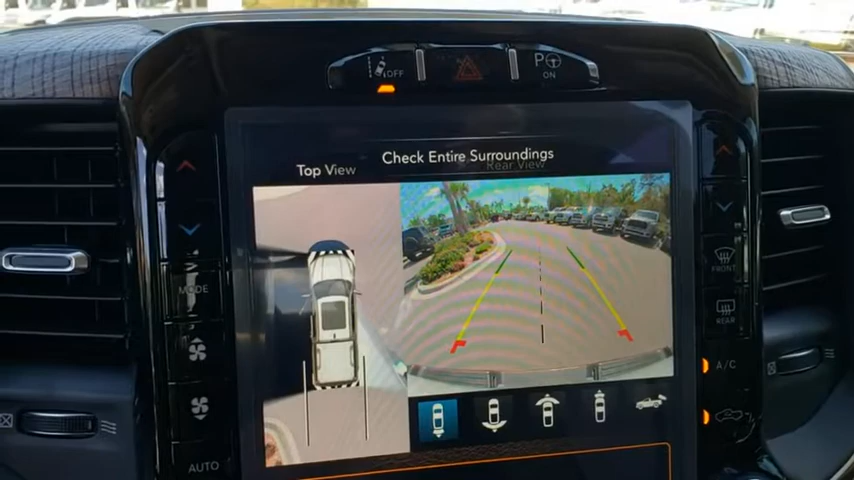 OFF
P
ON
Check Entire Surroundings
Top View
Rear View
MODE
FRONT
REAR
A/C
AUTO